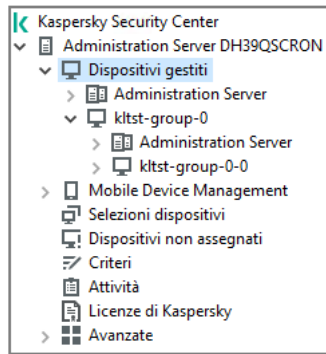 Kaspersky Security Center
Administration Server DH39QSCRON
Dispositivi gestiti
Administration Server
kltst-group-0
Administration Server
kltst-group-0-0
Mobile Device Management
Selezioni dispositivi
Dispositivi non assegnati
Criteri
Attività
Licenze di Kaspersky
Avanzate